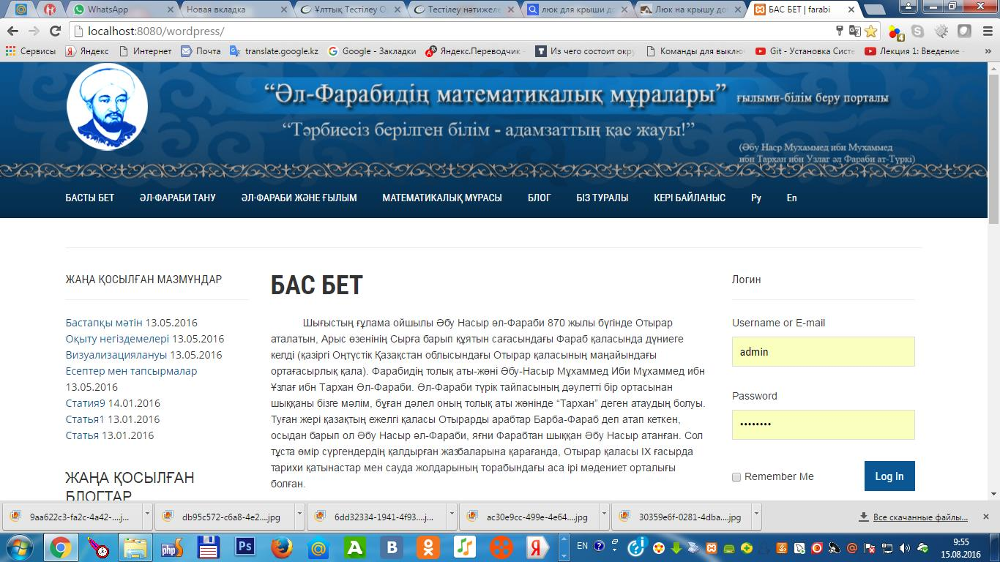 WhatsApp
Новая вкладка
Ұлттық Тестілеу О
Тестілеу нәтижеле
люк для крыши до
Люк на крышу до
БАС БЕТ | farabi
localhost:8080/wordpress/
Сервисы
Яндекс
Интернет
Почта
translate.google.kz
Google - Закладки
Яндекс.Переводчик -
Из чего состоит окру
Команды для выклю
Git - Установка Систе
Лекция 1: Введение -
“Әл-Фарабидің математикалық мұралары” ғылыми-білім беру порталы
“Тәрбиесіз берілген білім - адамзаттың қас жауы!”
(Әбу Наср Мухаммед ибн Мухаммед
ибн Тархан ибн Узлаг әл Фараби ат-Түркі)
БАСТЫ БЕТ
ӘЛ-ФАРАБИ ТАНУ
ӘЛ-ФАРАБИ ЖӘНЕ ҒЫЛЫМ
МАТЕМАТИКАЛЫҚ МҰРАСЫ
БЛОГ
БІЗ ТУРАЛЫ
КЕРІ БАЙЛАНЫС
Ру
En
ЖАҢА ҚОСЫЛҒАН МАЗМҰНДАР
Бастапқы мәтін 13.05.2016
Оқыту негіздемелері 13.05.2016
Визуализациялануы 13.05.2016
Есептер мен тапсырмалар
13.05.2016
Статия9 14.01.2016
Статья1 13.01.2016
Статья 13.01.2016
ЖАҢА ҚОСЫЛҒАН
БЛОГТАР
БАС БЕТ
Шығыстың ғұлама ойшылы Әбу Насыр әл-Фараби 870 жылы бүгінде Отырар
аталатын, Арыс өзенінің Сырға барып құятын сағасындағы Фараб қаласында дүниеге
келді (қазіргі Оңтүстік Қазақстан облысындағы Отырар қаласының маңайындағы
ортағасырлық қала). Фарабидің толық аты-жөні Әбу-Насыр Мұхаммед Иби Мұхаммед ибн
Ұзлағ ибн Тархан Әл-Фараби. Әл-Фараби түрік тайпасының дәулетті бір ортасынан
шыққаны бізге мәлім, бұған дәлел оның толық аты жөнінде “Тархан” деген атаудың болуы.
Туған жері қазақтың ежелгі қаласы Отырарды арабтар Барба-Фараб деп атап кеткен,
осыдан барып ол Әбу Насыр әл-Фараби, яғни Фарабтан шыққан Әбу Насыр атанған. Сол
тұста өмір сүргендердің қалдырған жазбаларына қарағанда, Отырар қаласы IX ғасырда
тарихи қатынастар мен сауда жолдарының торабындағы аса ірі мәдениет орталығы
болған.
Логин
Username or E-mail
admin
Password
Remember Me
Log In
9aa622c3-fa2c-4a42-....j...
db95c572-c6a8-4e2....jpg
6dd32334-1941-4f93....j...
ac30e9cc-499e-4e64....jpg
30359e6f-0281-4dba....jpg
Все скачанные файлы...
EN
9:55
15.08.2016